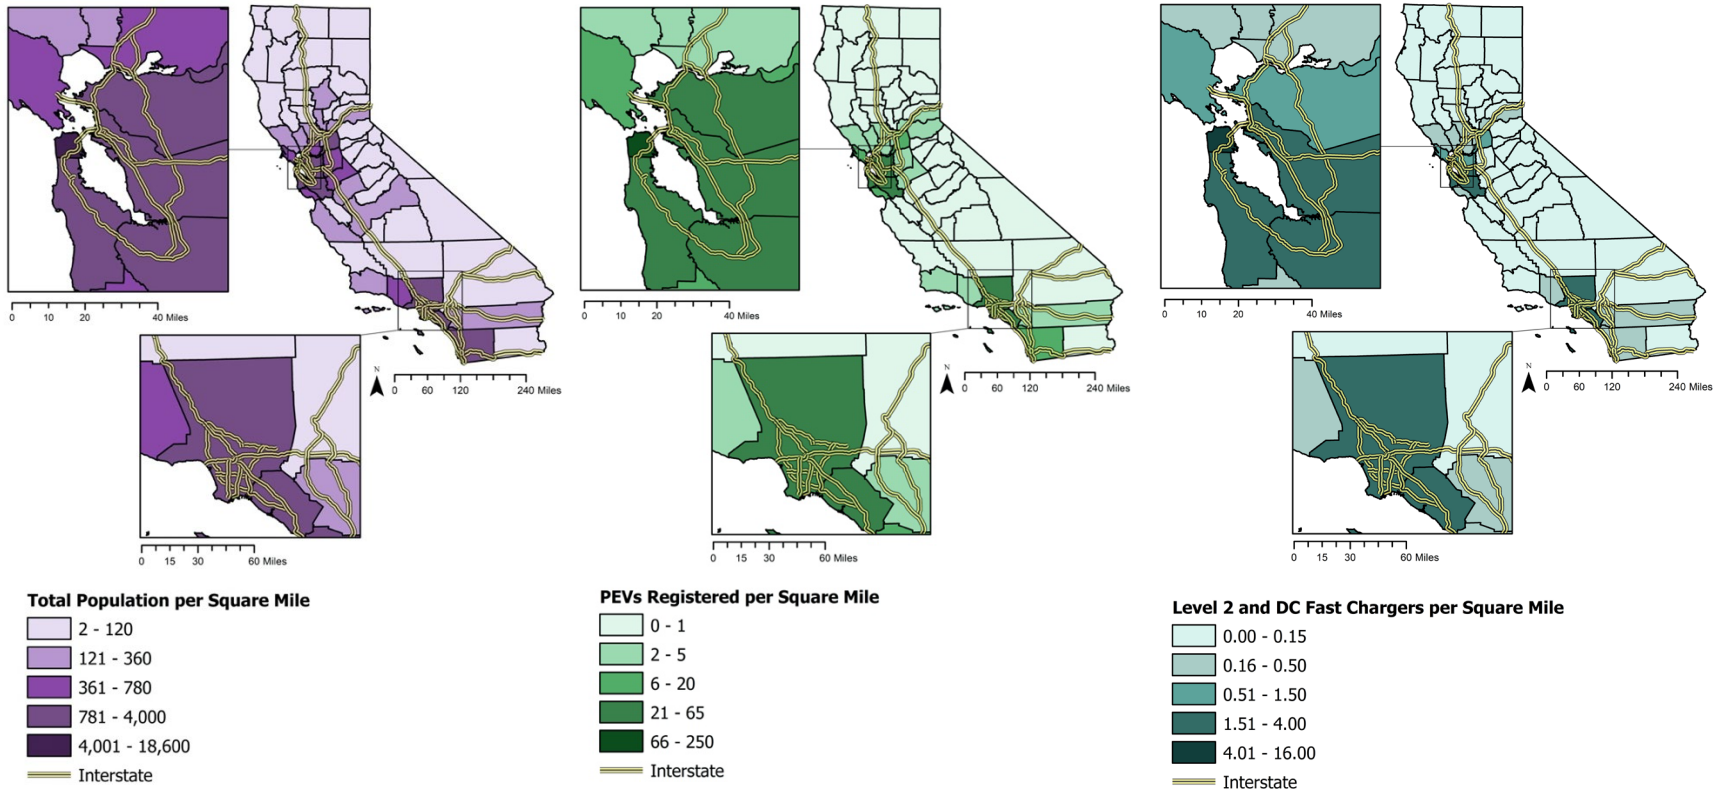 0 10 20 40 Miles
N
0 60 120 240 Miles
0 15 30 60 Miles
Total Population per Square Mile
2 - 120
121 - 360
361 - 780
781 - 4,000
4,001 - 18,600
Interstate
0 10 20 40 Miles
N
0 60 120 240 Miles
0 15 30 60 Miles
PEVs Registered per Square Mile
0 - 1
2 - 5
6 - 20
21 - 65
66 - 250
Interstate
0 10 20 40 Miles
N
0 60 120 240 Miles
0 15 30 60 Miles
Level 2 and DC Fast Chargers per Square Mile
0.00 - 0.15
0.16 - 0.50
0.51 - 1.50
1.51 - 4.00
4.01 - 16.00
Interstate